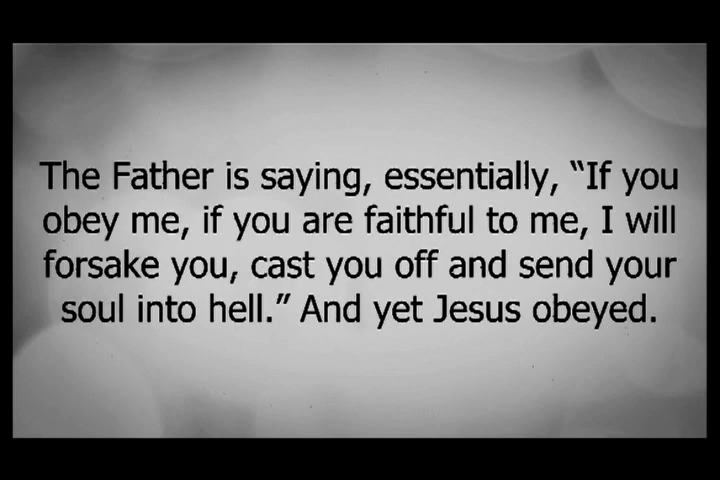 The Father is saying, essentially, “If you
obey me, if you are faithful to me, I will
forsake you, cast you off and send your
soul into hell.” And yet Jesus obeyed.